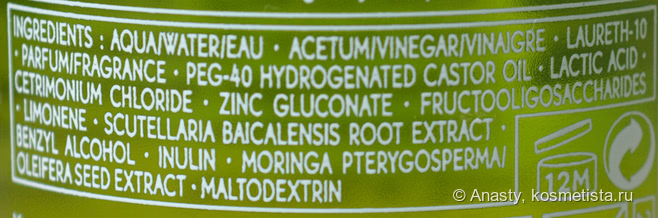 INGREDIENTS : AQUA/WATER/EAU · ACETUM/VINEGAR/VINAIGRE · LAURETH-10
· PARFUM/FRAGRANCE · PEG-40 HYDROGENATED CASTOR OIL · LACTIC ACID ·
CETRIMONIUM CHLORIDE · ZINC GLUCONATE · FRUCTOOLIGOSACCHARIDES
· LIMONENE · SCUTELLARIA BAICALENSIS ROOT EXTRACT ·
BENZYL ALCOHOL · INULIN · MORINGA PTERYGOSPERMA/
OLEIFERA SEED EXTRACT · MALTODEXTRIN
12M
© Anasty, kosmetista.ru